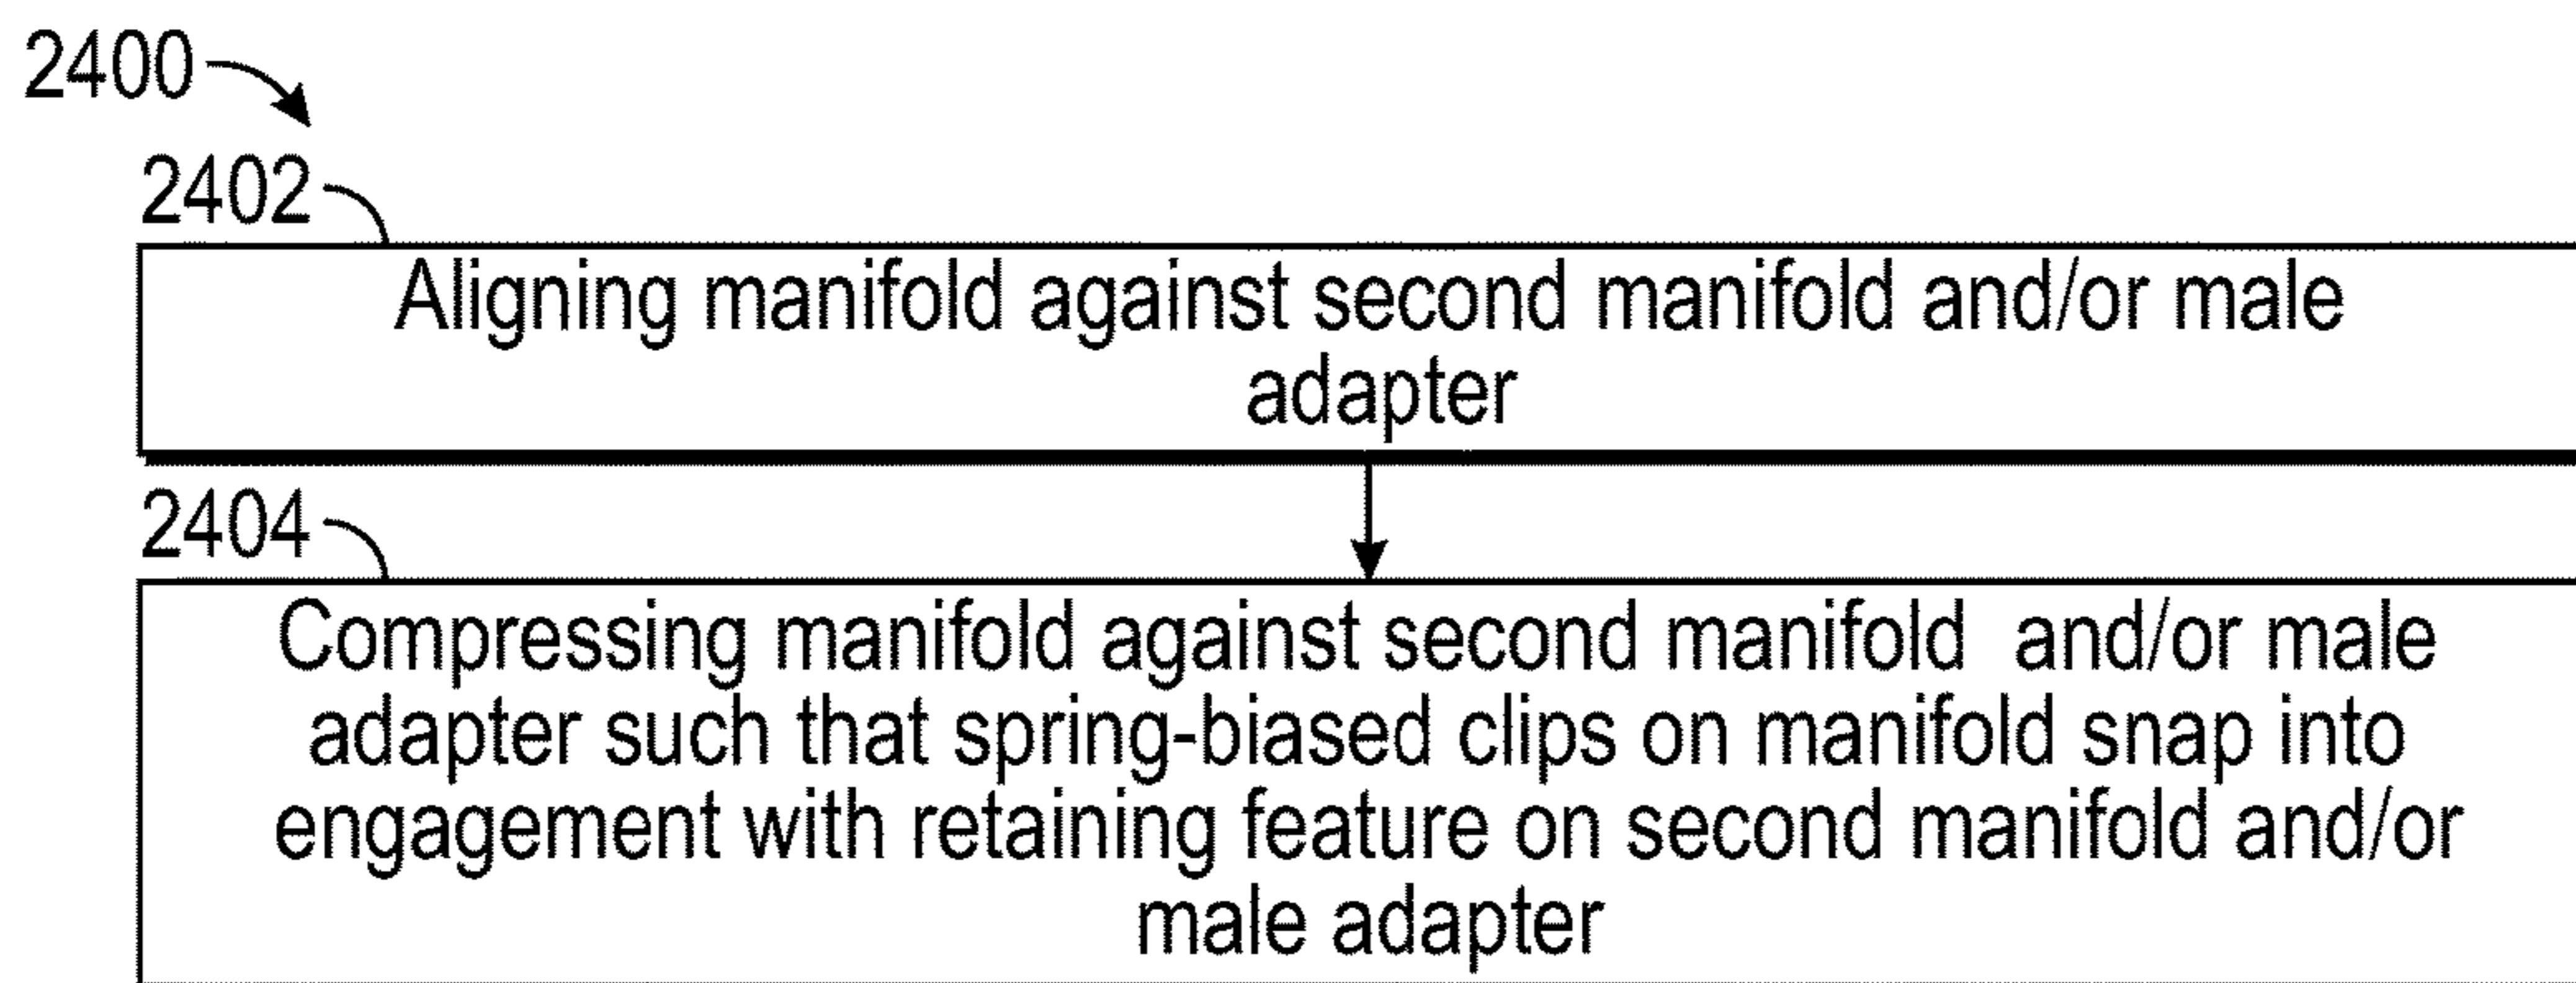 2400
2402
Aligning manifold against second manifold and/or male
adapter
2404
Compressing manifold against second manifold and/or male
adapter such that spring-biased clips on manifold snap into
engagement with retaining feature on second manifold and/or
male adapter